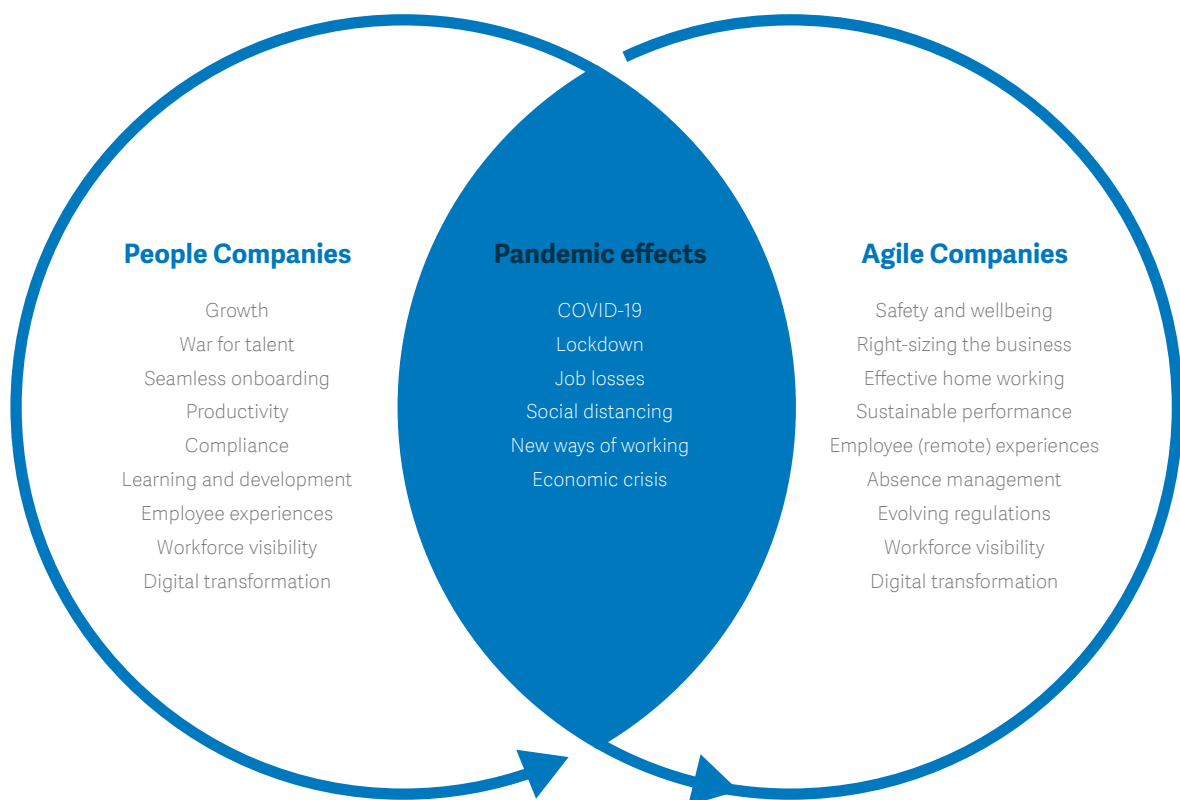 People Companies
Growth
War for talent
Seamless onboarding
Productivity
Compliance
Learning and development
Employee experiences
Workforce visibility
Digital transformation
Pandemic effects
COVID-19
Lockdown
Job losses
Social distancing
New ways of working
Economic crisis
Agile Companies
Safety and wellbeing
Right-sizing the business
Effective home working
Sustainable performance
Employee (remote) experiences
Absence management
Evolving regulations
Workforce visibility
Digital transformation